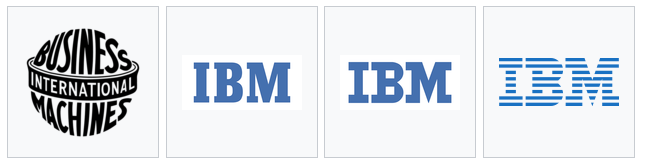 BUSINESS
INTERNATIONAL
MACHINES
IBM
IBM
IBM